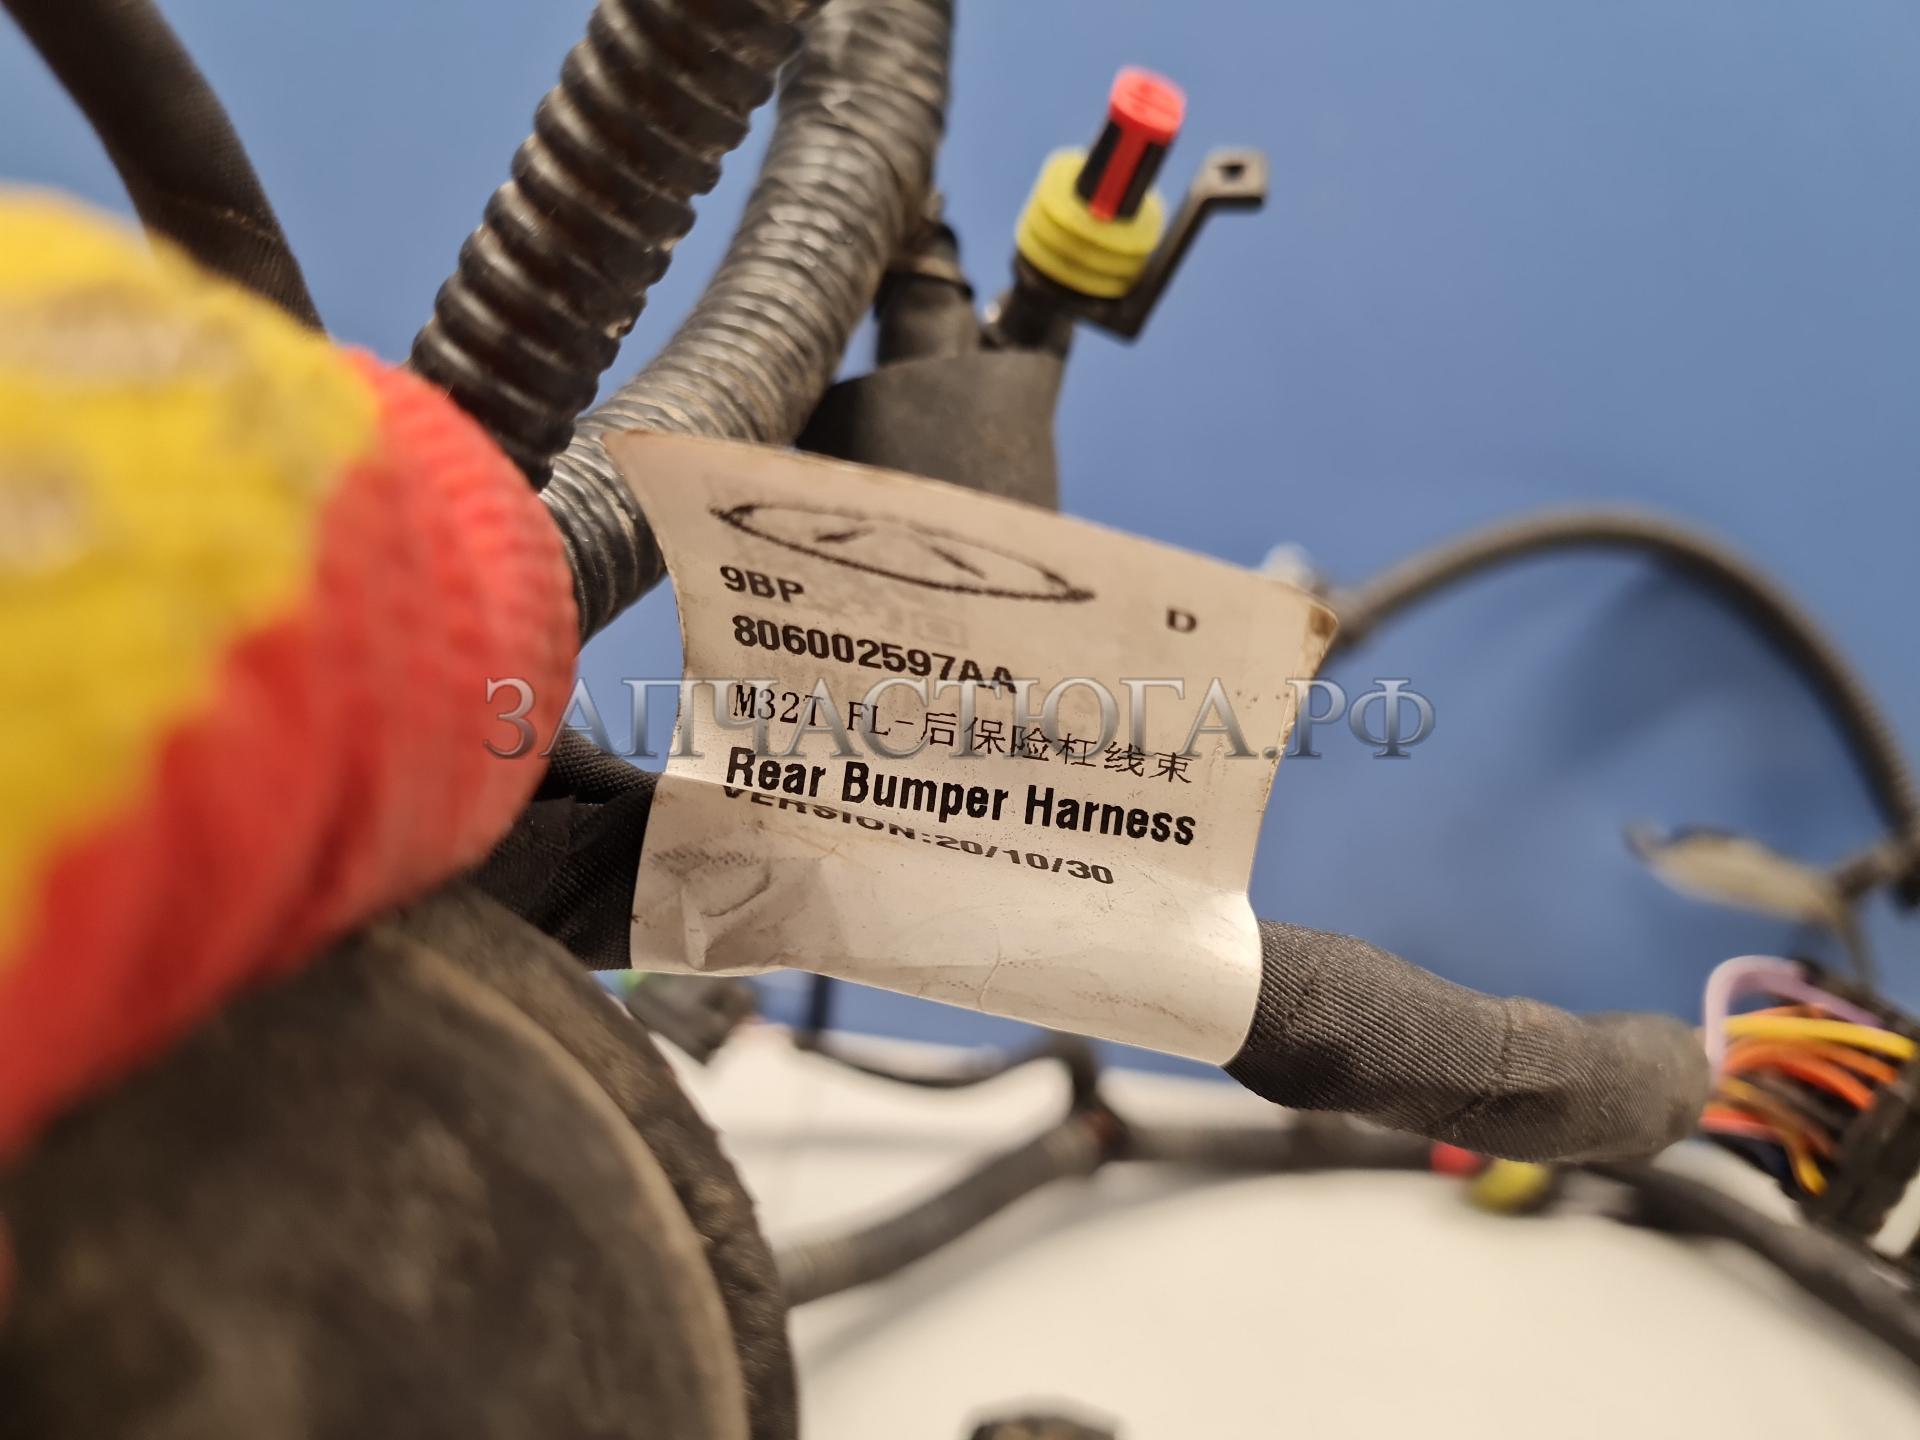 9BP D
806002597AA
ЗАПЧАСТЮГА.РФ
M32T FL-后保险杠线束
Rear Bumper Harness
VERSION:20/10/30